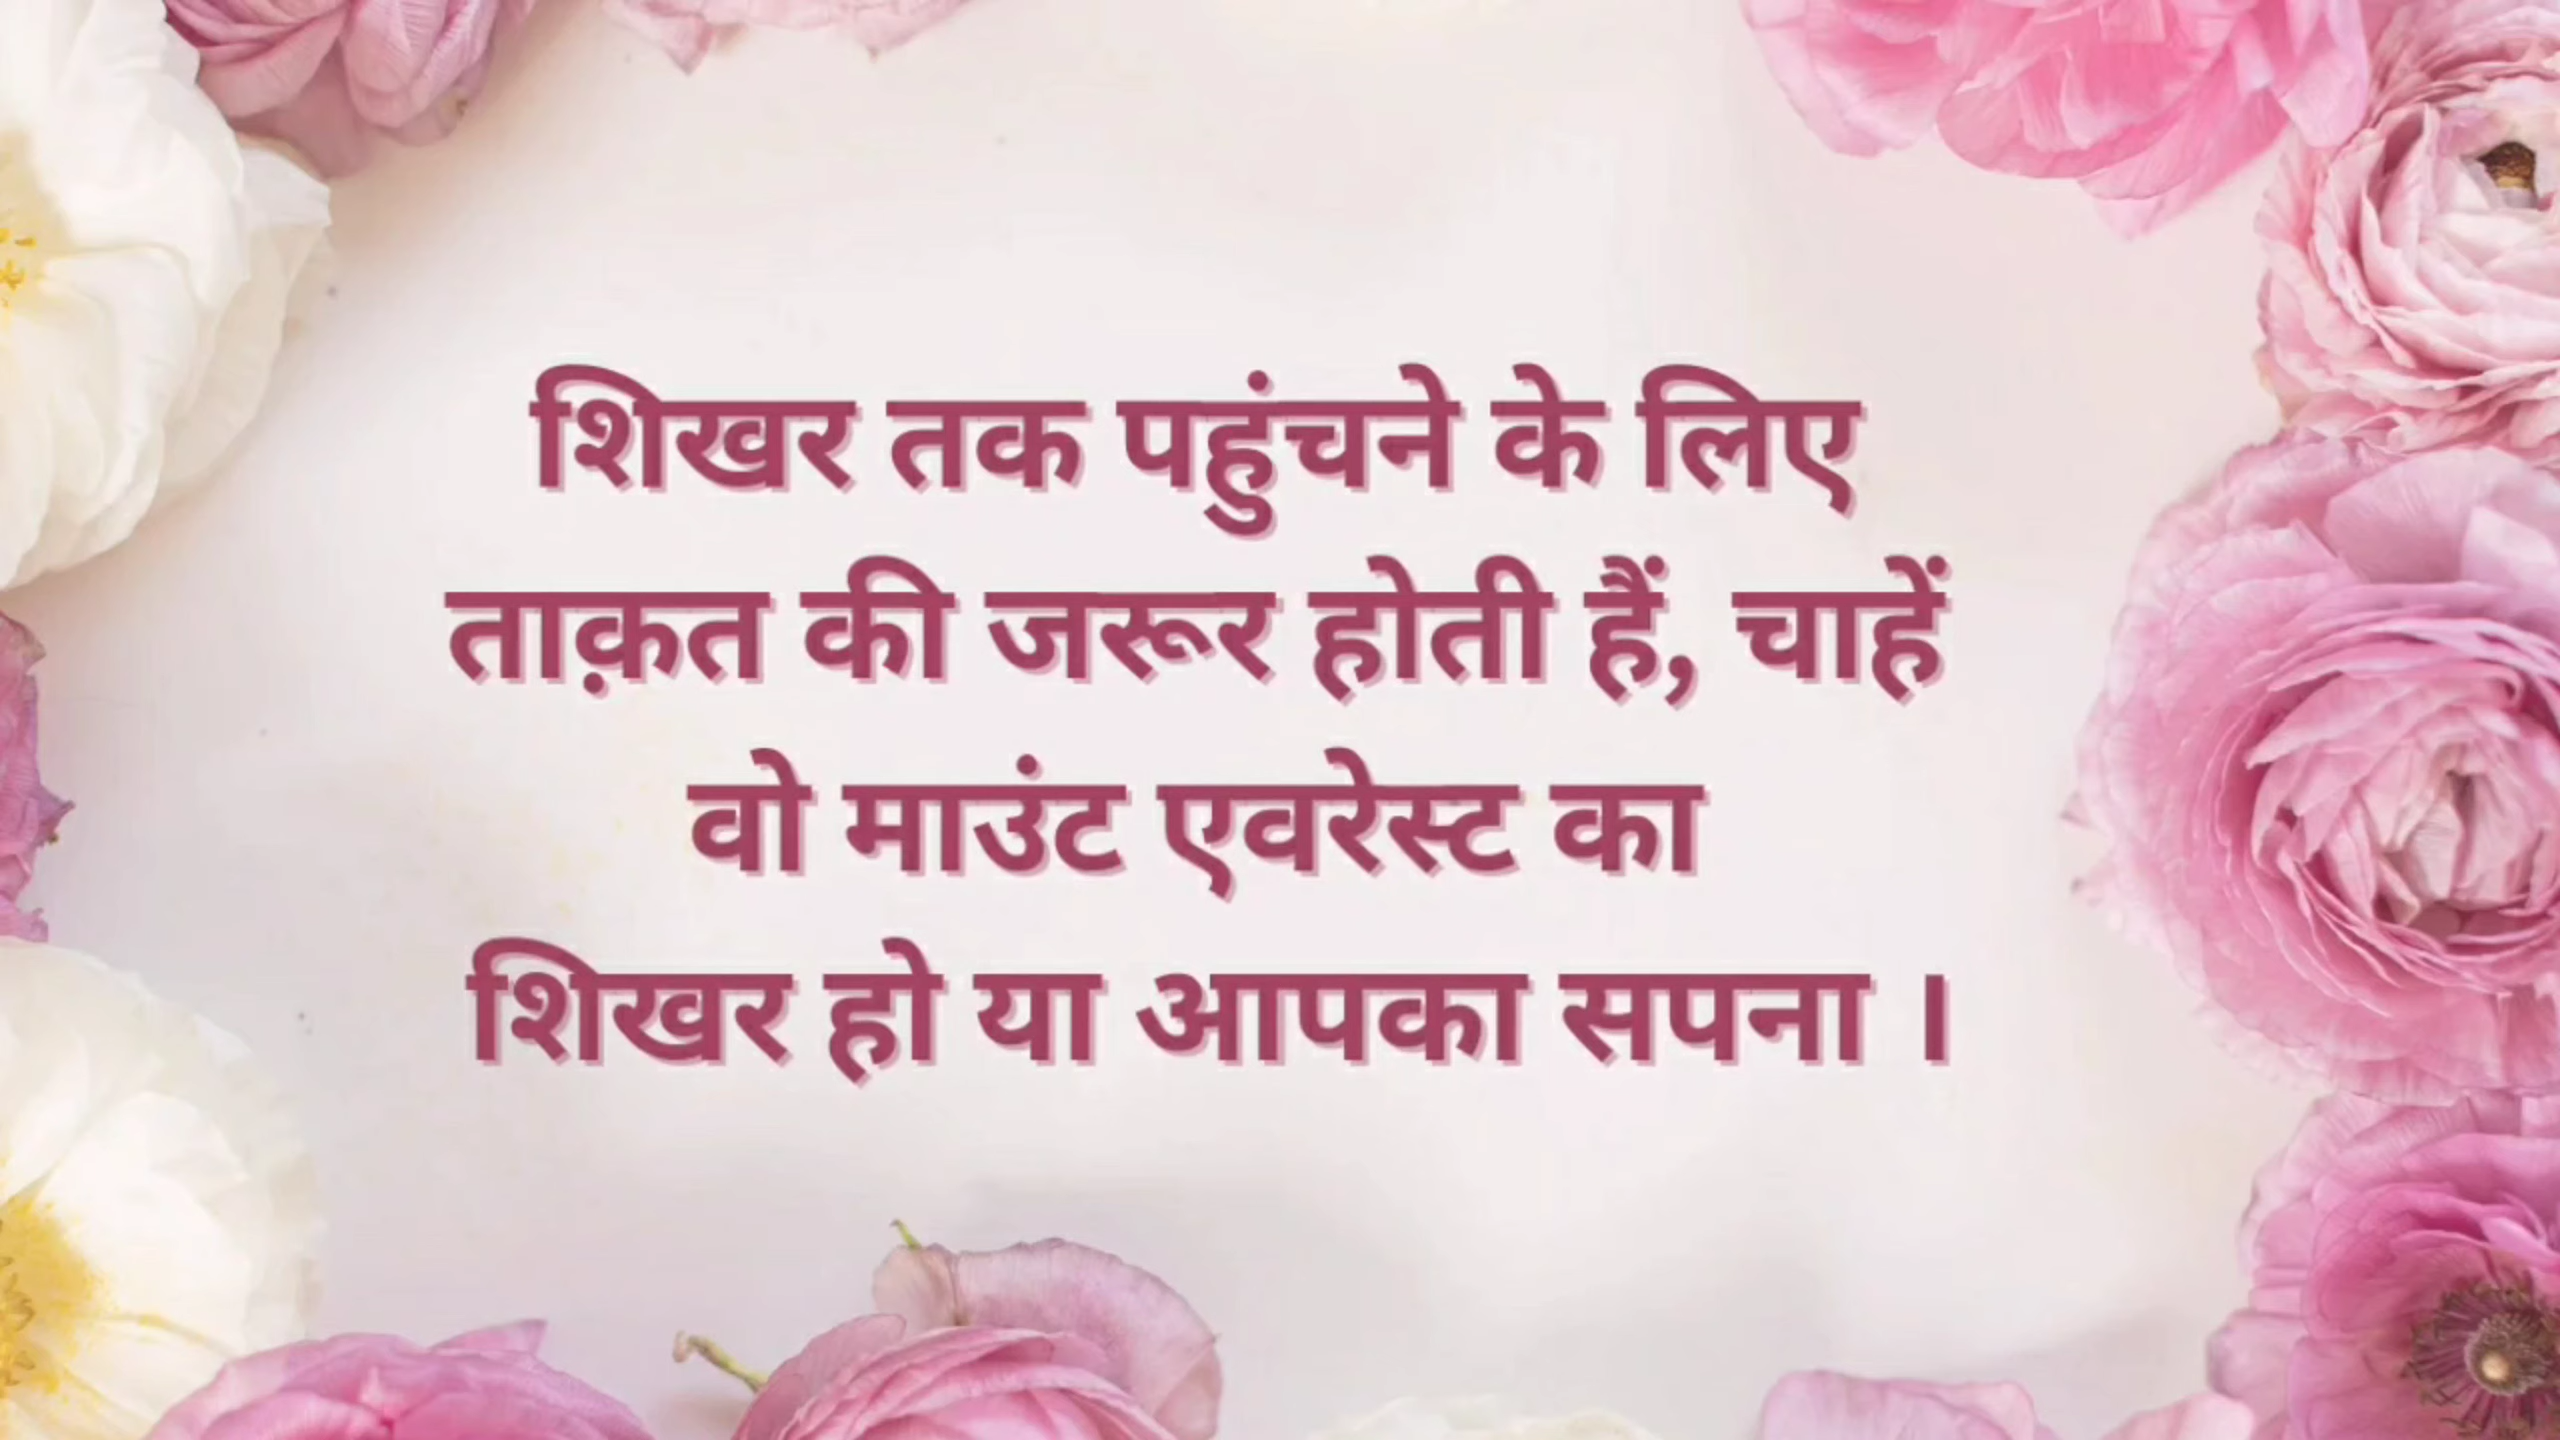 शिखर तक पहुंचने के लिए
ताक़त की जरूर होती हैं, चाहें
वो माउंट एवरेस्ट का
शिखर हो या आपका सपना ।